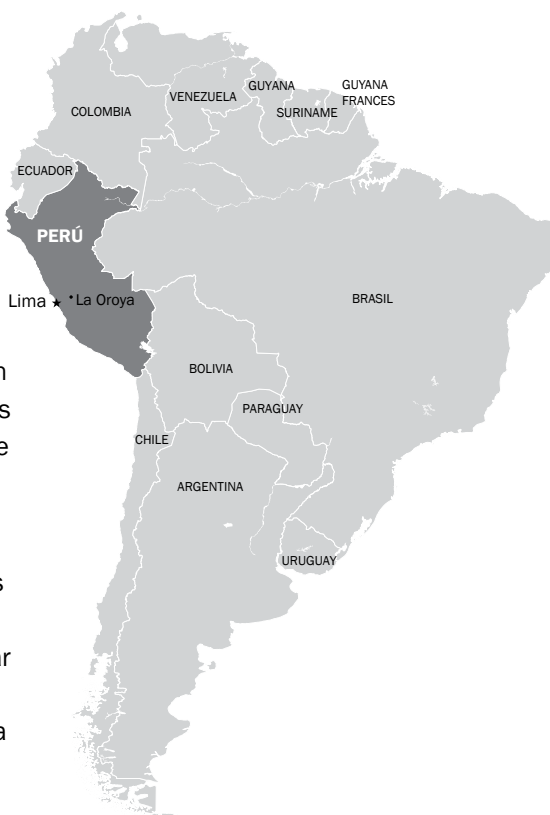 GUYANA
FRANCES
GUYANA
VENEZUELA
SURINAME
COLOMBIA
ECUADOR
PERÚ
Lima
La Oroya
BRASIL
BOLIVIA
PARAGUAY
CHILE
ARGENTINA
URUGUAY